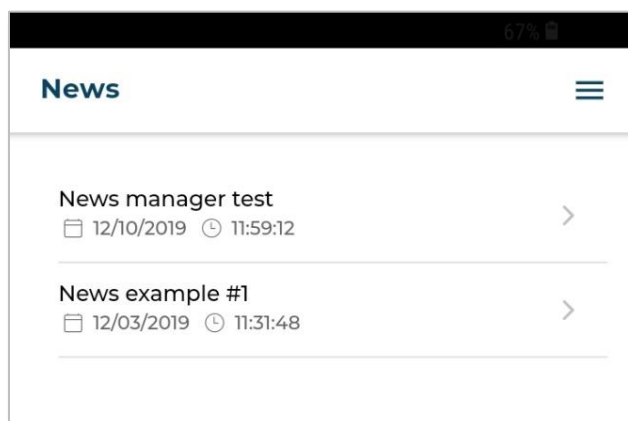 67%
News
News manager test
12/10/2019 11:59:12
News example #1
12/03/2019 11:31:48